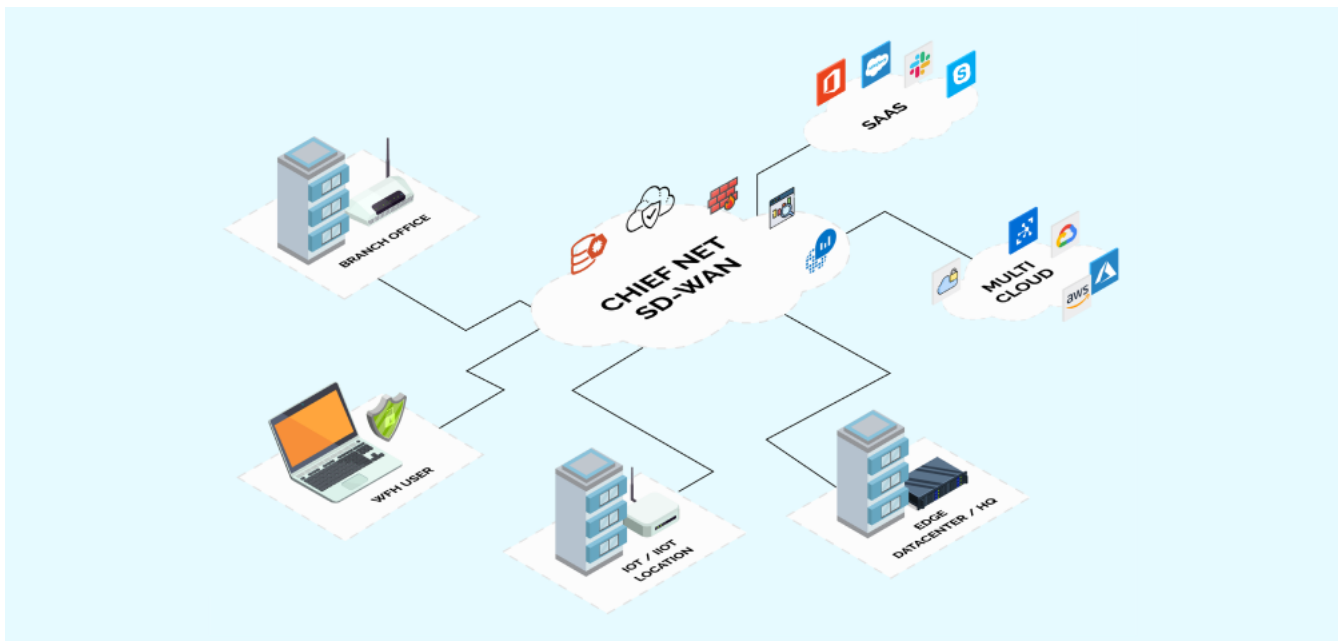 SAAS
BRANCH OFFICE
CHIEF NET
SD-WAN
MULTI
CLOUD
aws
WFH USER
IOT / IIOT
LOCATION
EDGE
DATACENTER / HQ